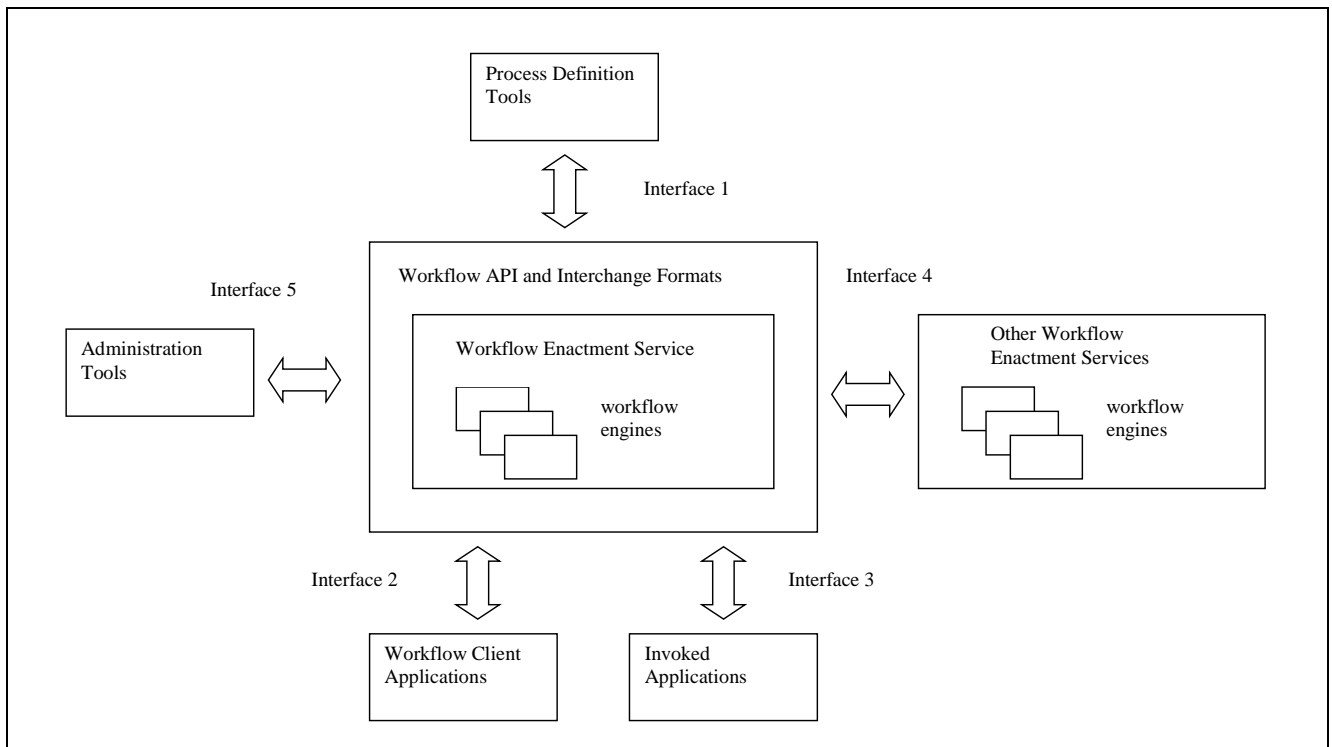 Process Definition
Tools
Interface 1
Workflow API and Interchange Formats
Interface 4
Interface 5
Administration
Tools
Workflow Enactment Service
workflow
engines
Other Workflow
Enactment Services
workflow
engines
Interface 2
Interface 3
Workflow Client
Applications
Invoked
Applications